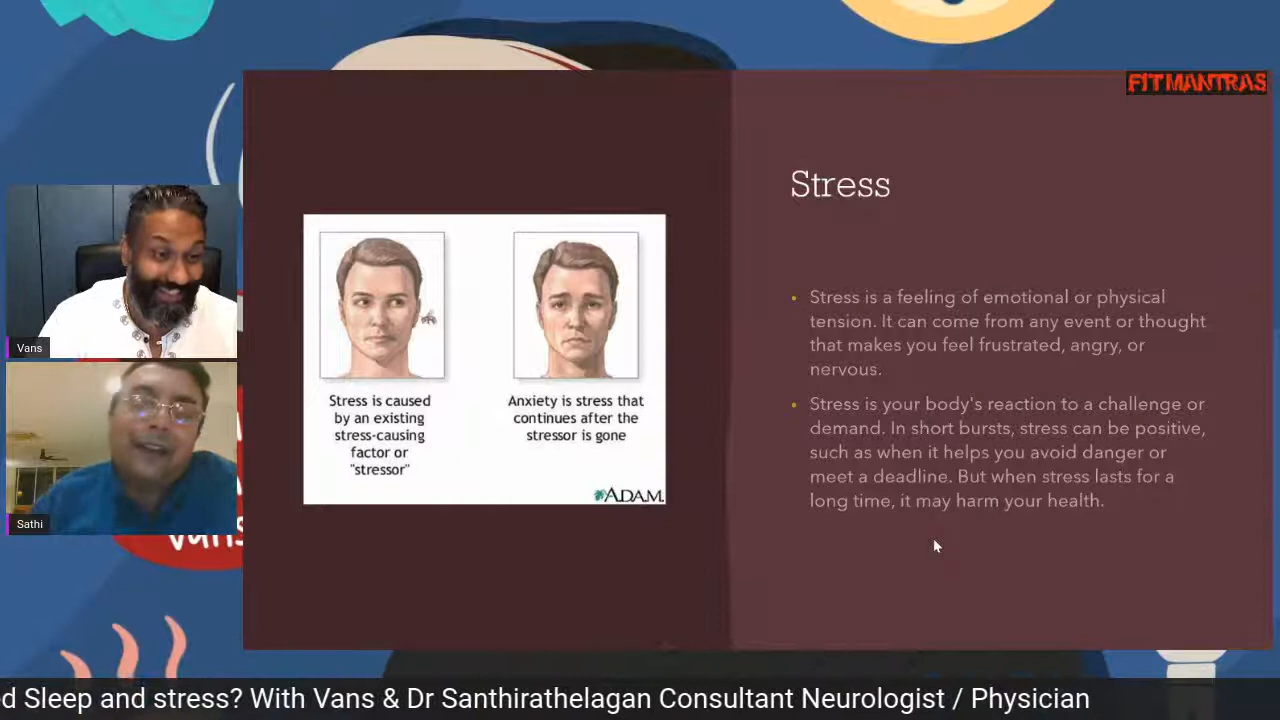 FITMANTRAS
Stress
Stress is caused
by an existing
stress-causing
factor or
"stressor"
Anxiety is stress that
continues after the
stressor is gone
ADAM.
• Stress is a feeling of emotional or physical
tension. It can come from any event or thought
that makes you feel frustrated, angry, or
nervous.
• Stress is your body's reaction to a challenge or
demand. In short bursts, stress can be positive,
such as when it helps you avoid danger or
meet a deadline. But when stress lasts for a
long time, it may harm your health.
Vans
Sathi
vans
d Sleep and stress? With Vans & Dr Santhirathelagan Consultant Neurologist / Physician